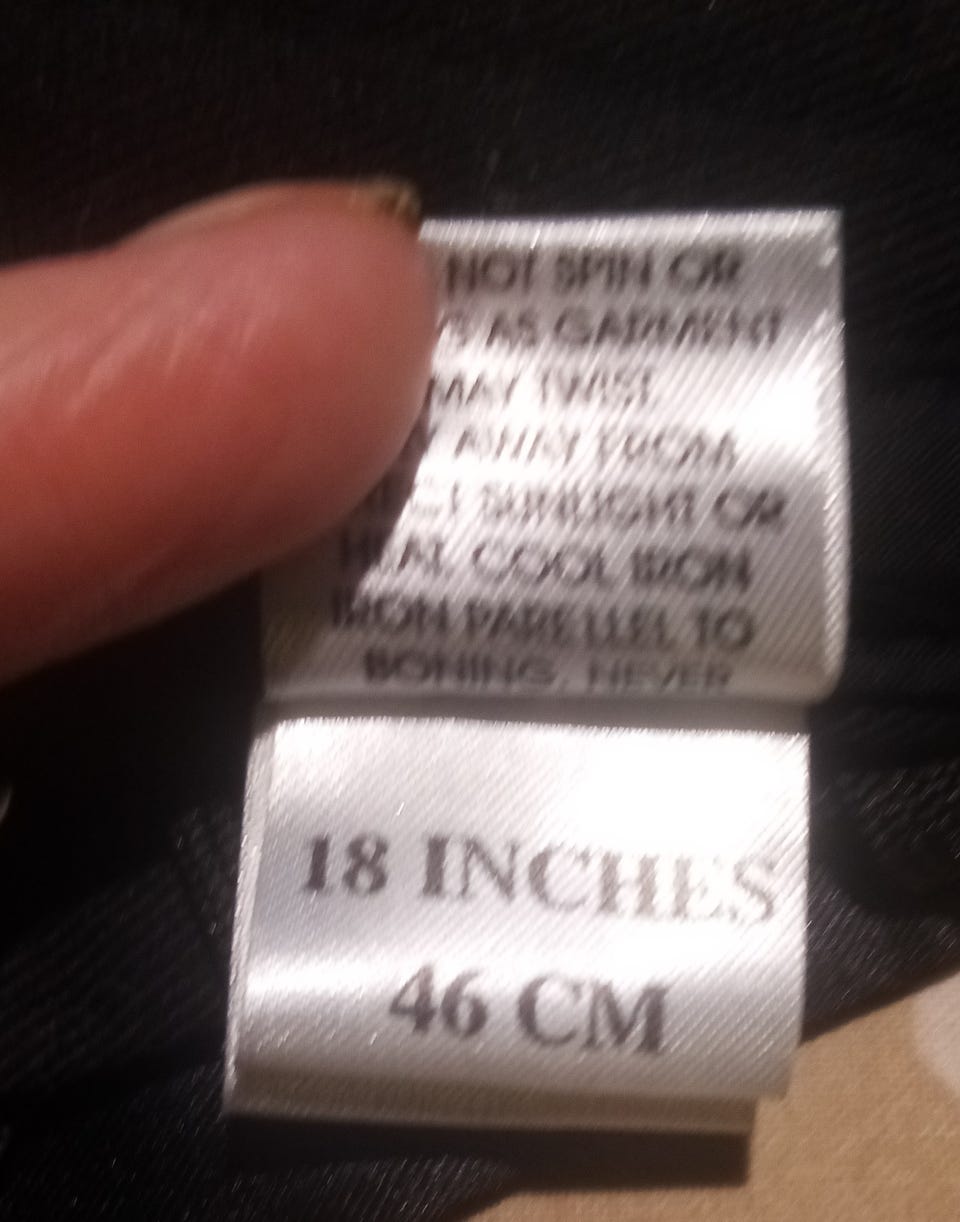 NOT SPIN OR
AS GARMENT
MAY TWIST
AWAY FROM
SUNLIGHT OR
HEAT. COOL IRON
IRON PARELLEL TO
BONING. NEVER
18 INCHES
46 CM